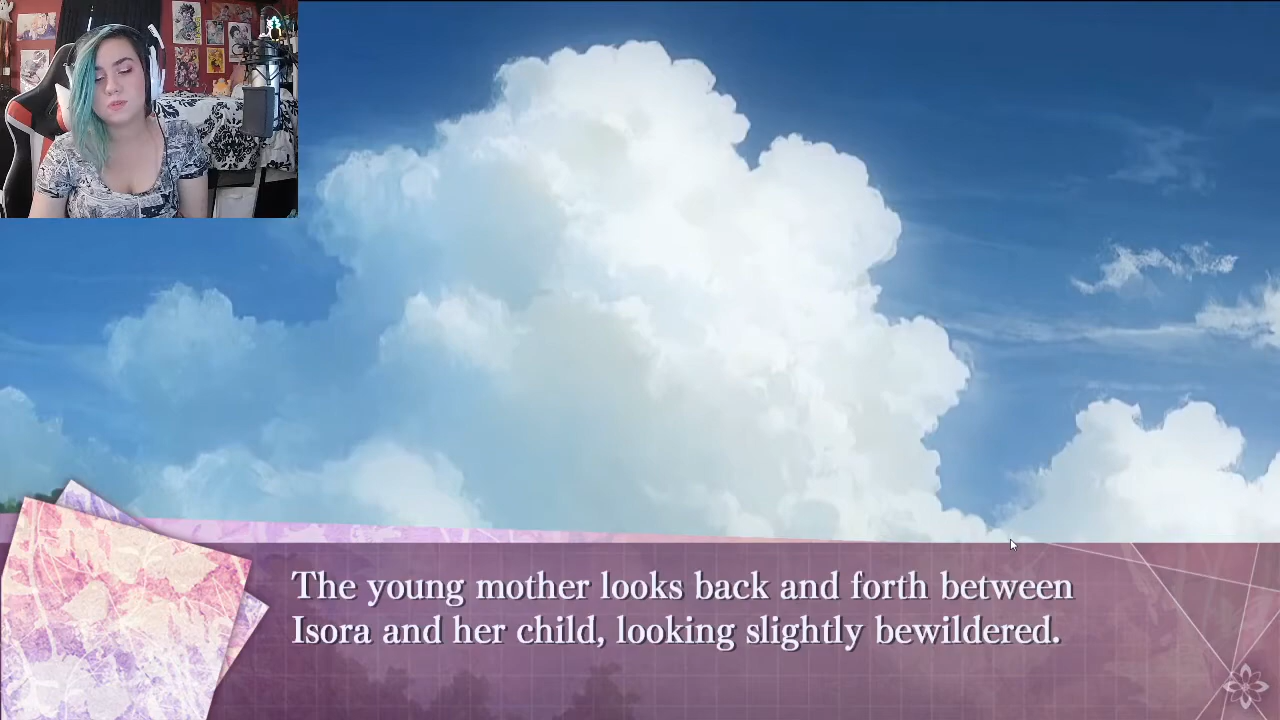 The young mother looks back and forth between
Isora and her child, looking slightly bewildered.